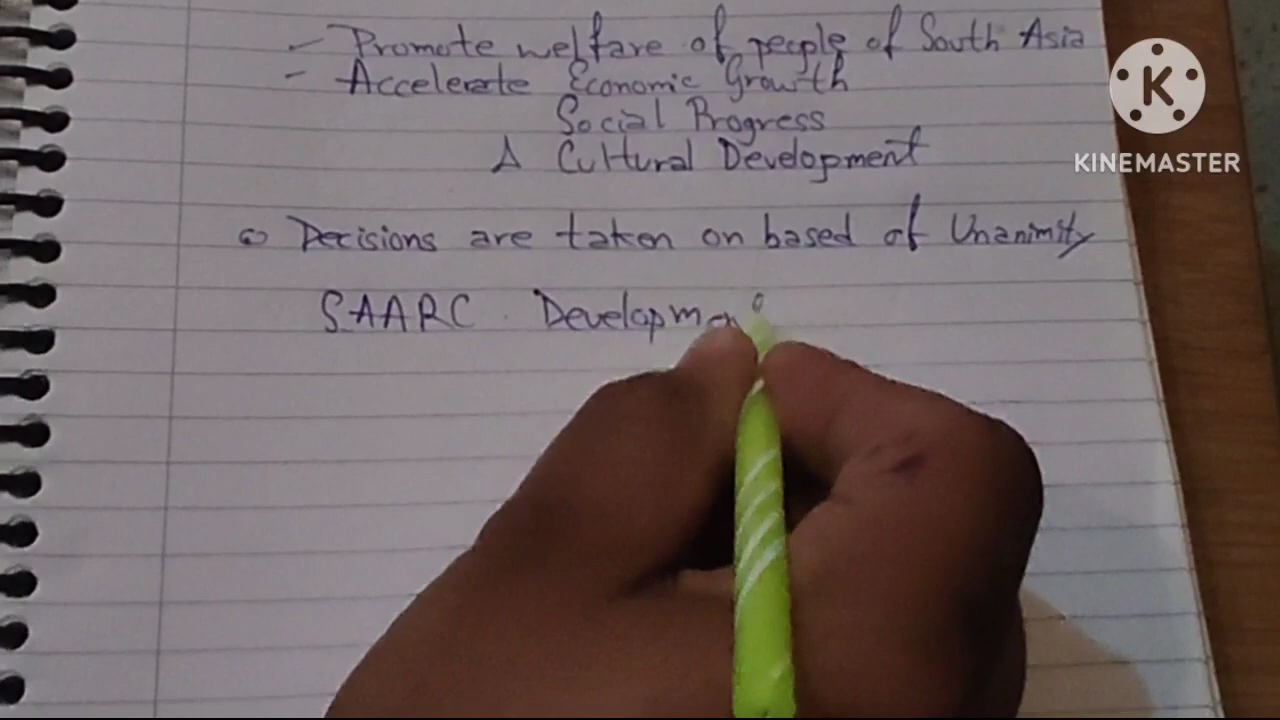 - Promote welfare of people of South Asia
- Accelerate Economic Growth
Social Progress
& Cultural Development
Decisions are taken on based of Unanimity
SAARC Developmen
K
KINEMASTER